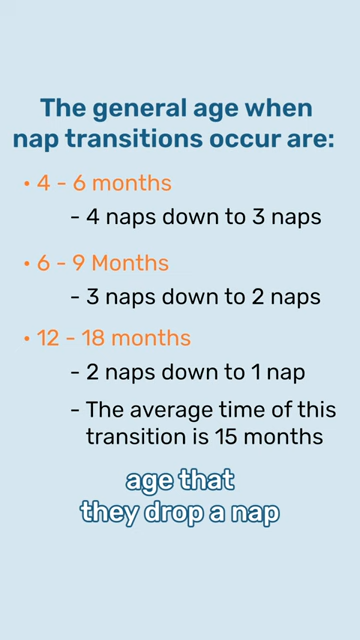 The general age when
nap transitions occur are:
• 4 - 6 months
- 4 naps down to 3 naps
• 6 - 9 Months
- 3 naps down to 2 naps
• 12 - 18 months
- 2 naps down to 1 nap
- The average time of this
transition is 15 months
age that
they drop a nap